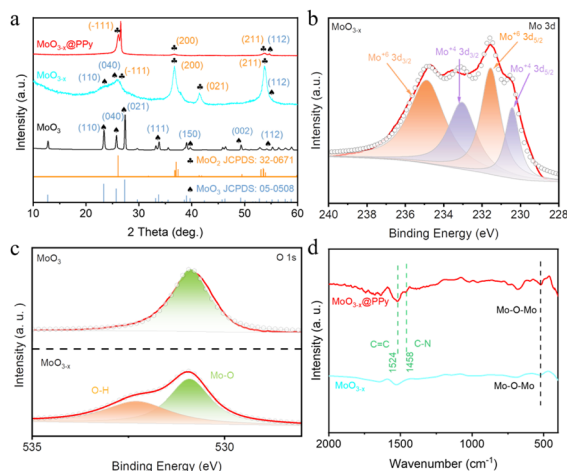 a
Intensity (a.u.)
MoO3-x@PPy
(-111)
(200)
(211)
(112)
MoO3-x
(110)
(040)
(-111)
(200)
(021)
(211)
(112)
MoO3
(110)
(040)
(021)
(111)
(150)
(002)
(112)
♣ MoO2 JCPDS: 32-0671
♠ MoO3 JCPDS: 05-0508
10 20 30 40 50 60
2 Theta (deg.)
b
Intensity (a.u.)
MoO3-x
Mo 3d
Mo+6 3d3/2
Mo+4 3d3/2
Mo+6 3d5/2
Mo+4 3d5/2
240 238 236 234 232 230 228
Binding Energy (eV)
c
Intensity (a. u. )
MoO3
O 1s
MoO3-x
O-H
Mo-O
535 530
Binding Energy (eV)
d
Intensity (a. u.)
MoO3-x@PPy
Mo-O-Mo
C=C
C-N
1524
1458
MoO3-x
Mo-O-Mo
2000 1500 1000 500
Wavenumber (cm-1)